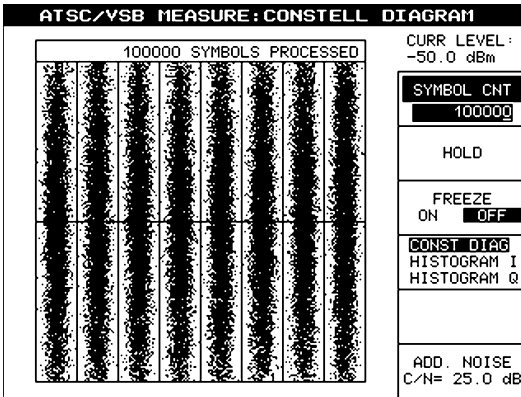 ATSC/VSB MEASURE:CONSTELL DIAGRAM
100000 SYMBOLS PROCESSED
CURR LEVEL:
-50.0 dBm
SYMBOL CNT
100000
HOLD
FREEZE
ON OFF
CONST DIAG
HISTOGRAM I
HISTOGRAM Q
ADD. NOISE
C/N= 25.0 dB